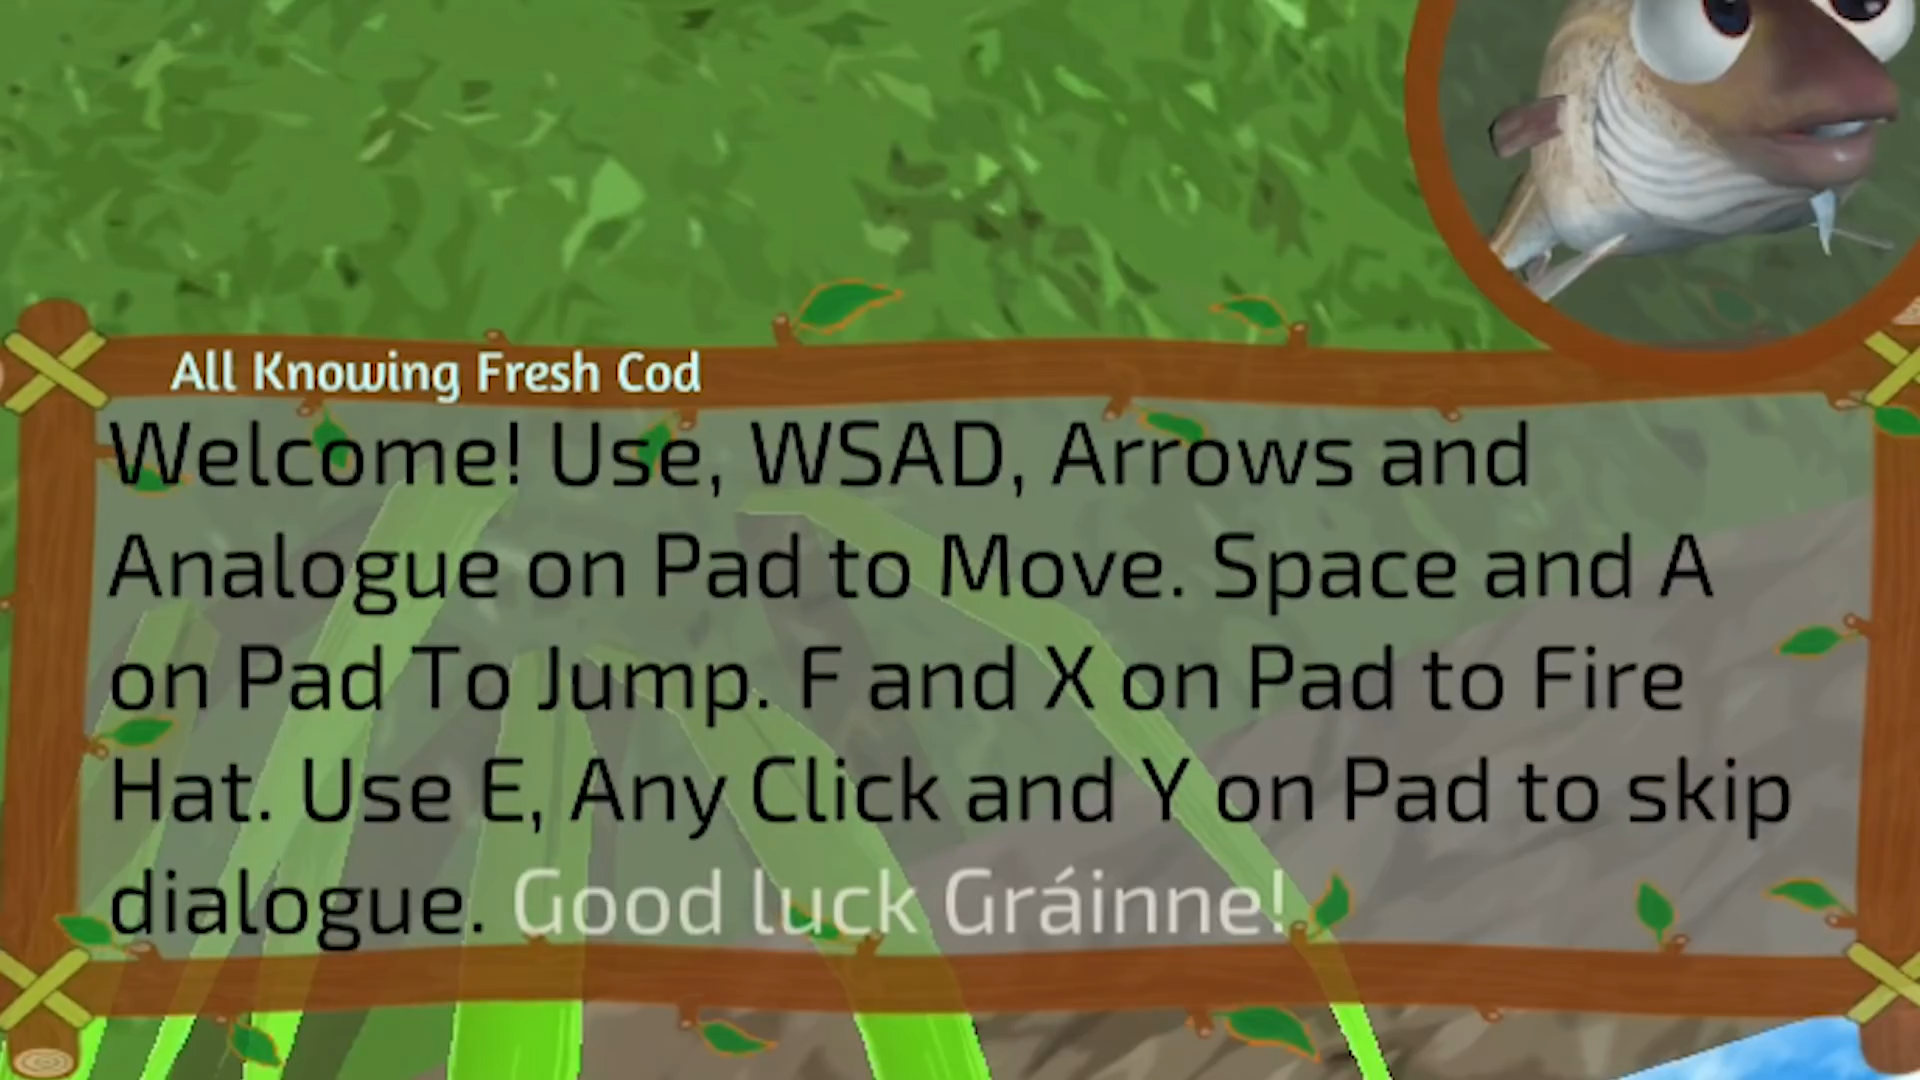 All Knowing Fresh Cod
Welcome! Use, WSAD, Arrows and
Analogue on Pad to Move. Space and A
on Pad To Jump. F and X on Pad to Fire
Hat. Use E, Any Click and Y on Pad to skip
dialogue. Good luck Gráinne!